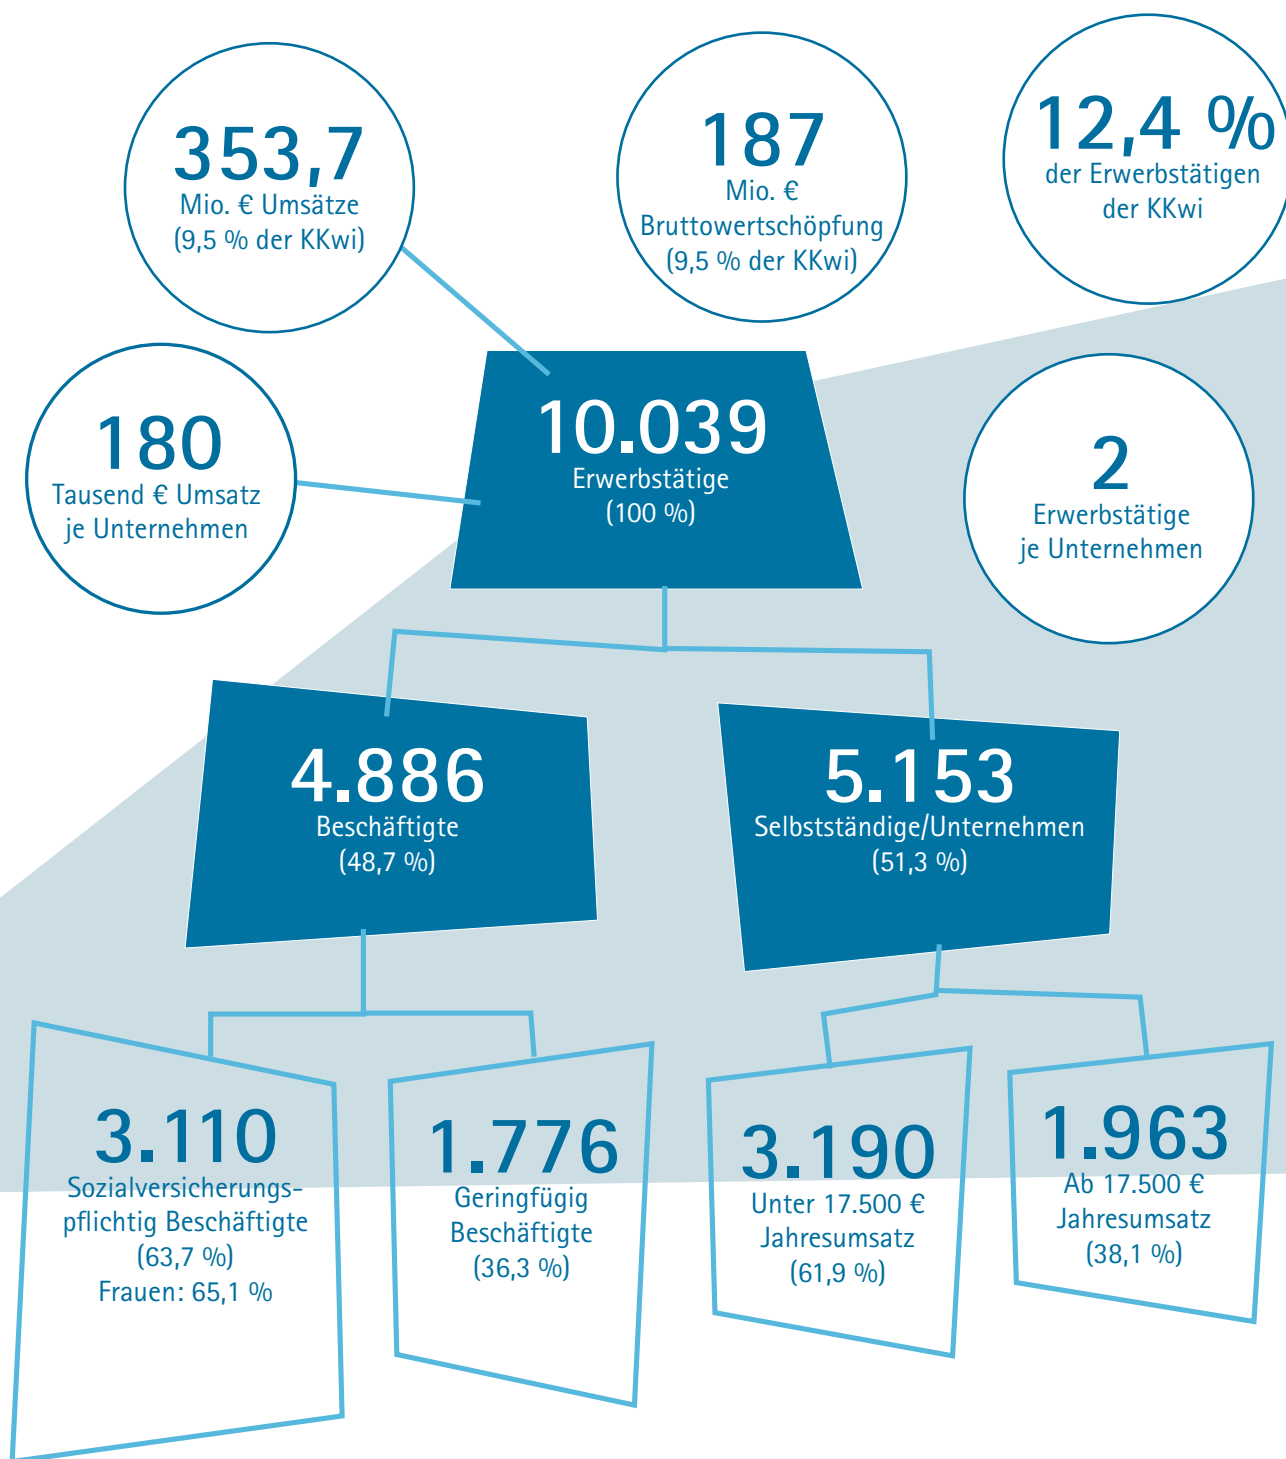 353,7
Mio. € Umsätze
(9,5 % der KKwi)
187
Mio. €
Bruttowertschöpfung
(9,5 % der KKwi)
12,4 %
der Erwerbstätigen
der KKwi
180
Tausend € Umsatz
je Unternehmen
10.039
Erwerbstätige
(100 %)
2
Erwerbstätige
je Unternehmen
4.886
Beschäftigte
(48,7 %)
5.153
Selbstständige/Unternehmen
(51,3 %)
3.110
Sozialversicherungs-
pflichtig Beschäftigte
(63,7 %)
Frauen: 65,1 %
1.776
Geringfügig
Beschäftigte
(36,3 %)
3.190
Unter 17.500 €
Jahresumsatz
(61,9 %)
1.963
Ab 17.500 €
Jahresumsatz
(38,1 %)